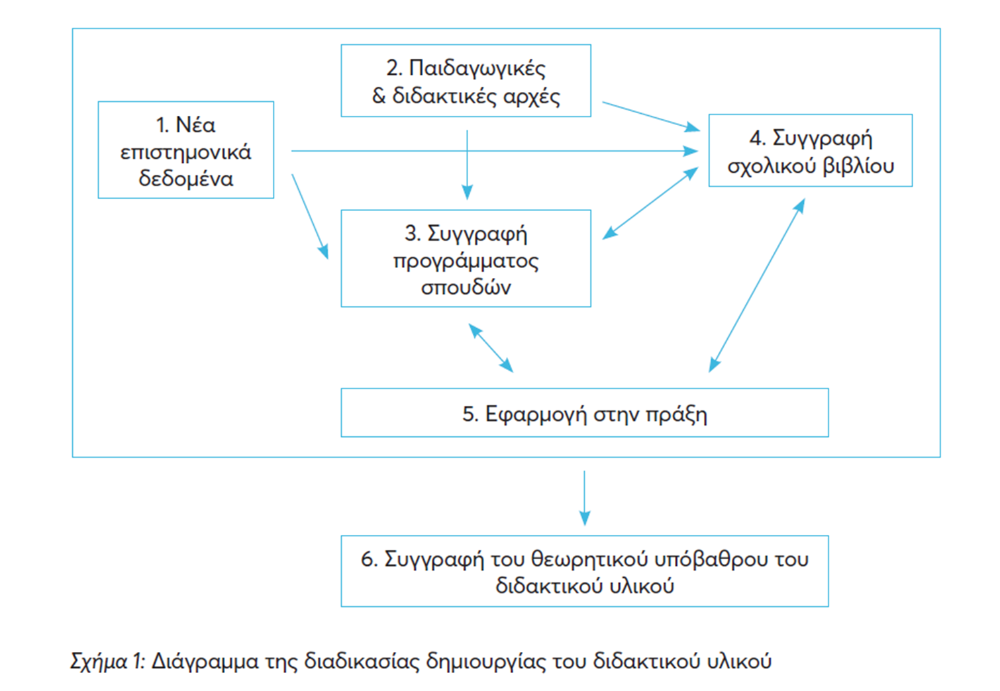 1. Νέα
επιστημονικά
δεδομένα
2. Παιδαγωγικές
& διδακτικές αρχές
3. Συγγραφή
προγράμματος
σπουδών
4. Συγγραφή
σχολικού βιβλίου
5. Εφαρμογή στην πράξη
6. Συγγραφή του θεωρητικού υπόβαθρου του
διδακτικού υλικού
Σχήμα 1: Διάγραμμα της διαδικασίας δημιουργίας του διδακτικού υλικού